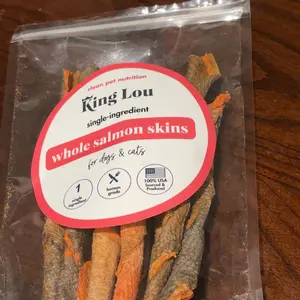 clean pet nutrition
King Lou
single-ingredient
whole salmon skins
for dogs & cats
1
single
ingredient
human
grade
100% USA
Sourced &
Produced